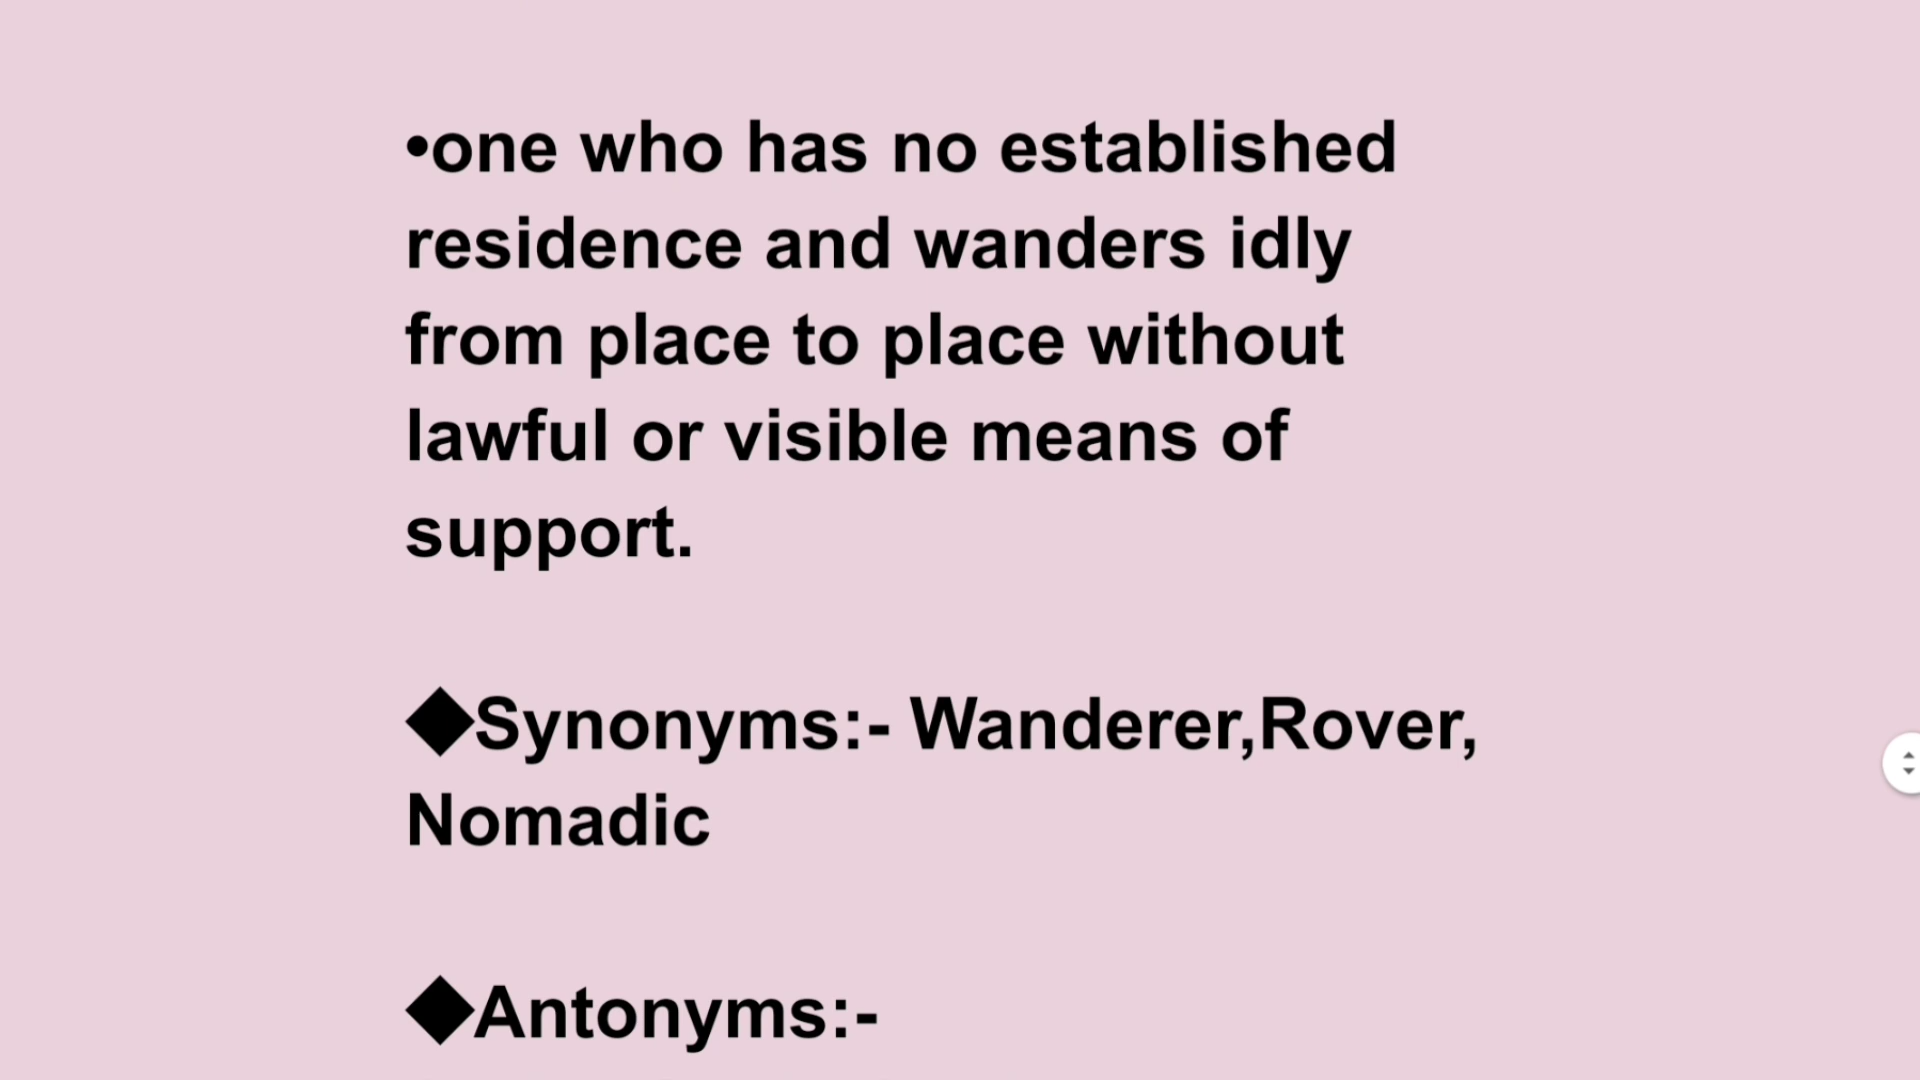 •one who has no established
residence and wanders idly
from place to place without
lawful or visible means of
support.
◆Synonyms:- Wanderer,Rover,
Nomadic
◆Antonyms:-